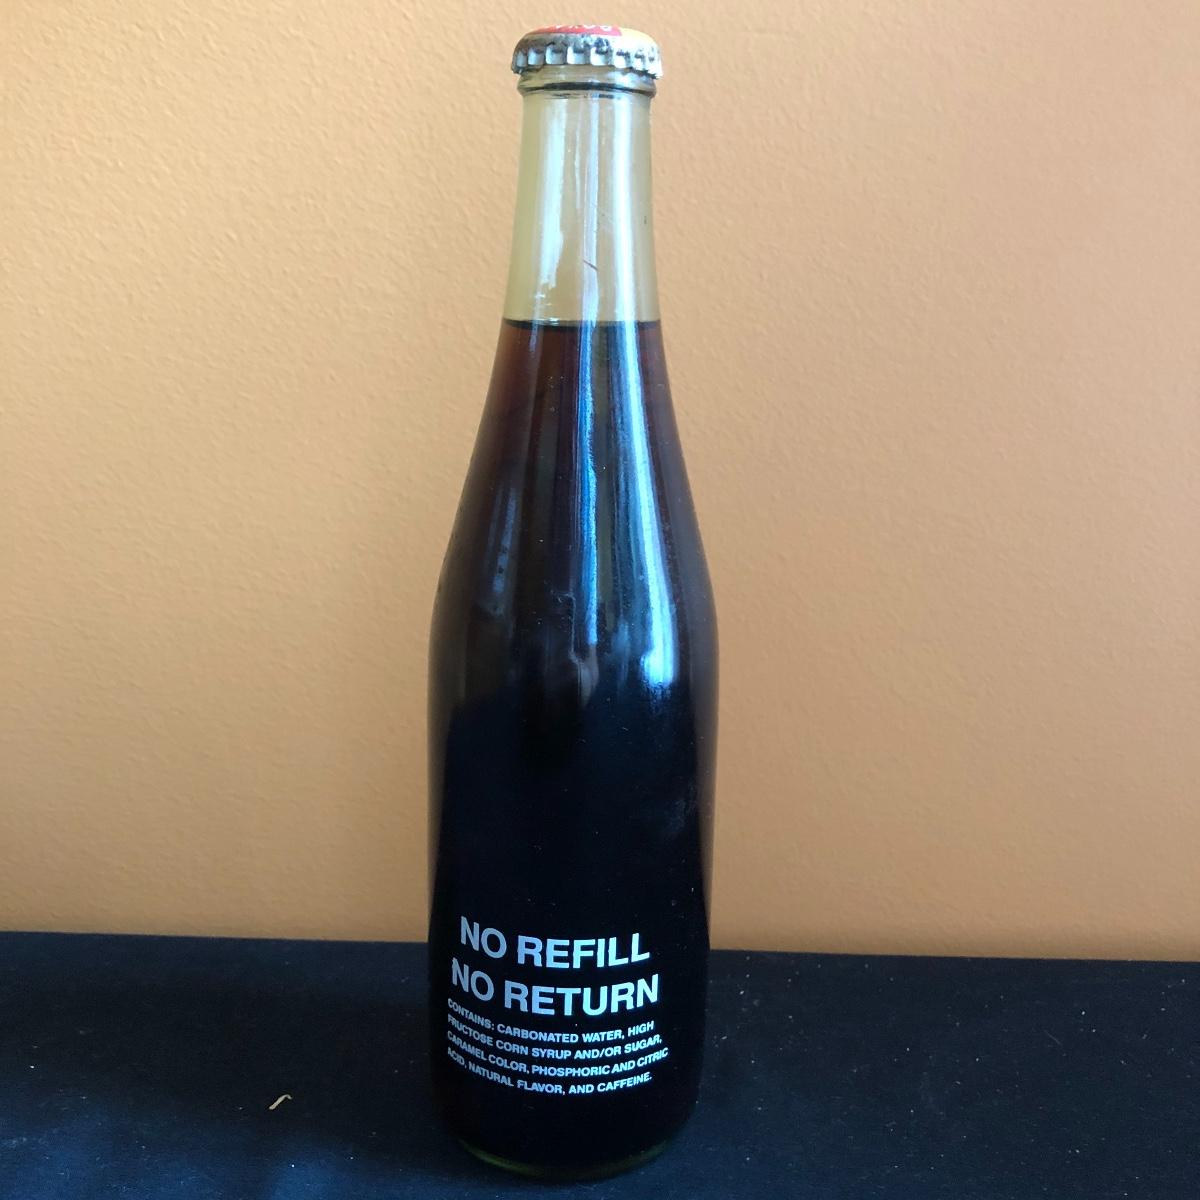 NO REFILL
NO RETURN
CONTAINS: CARBONATED WATER, HIGH
FRUCTOSE CORN SYRUP AND/OR SUGAR,
CARAMEL COLOR, PHOSPHORIC AND CITRIC
ACID, NATURAL FLAVOR, AND CAFFEINE.